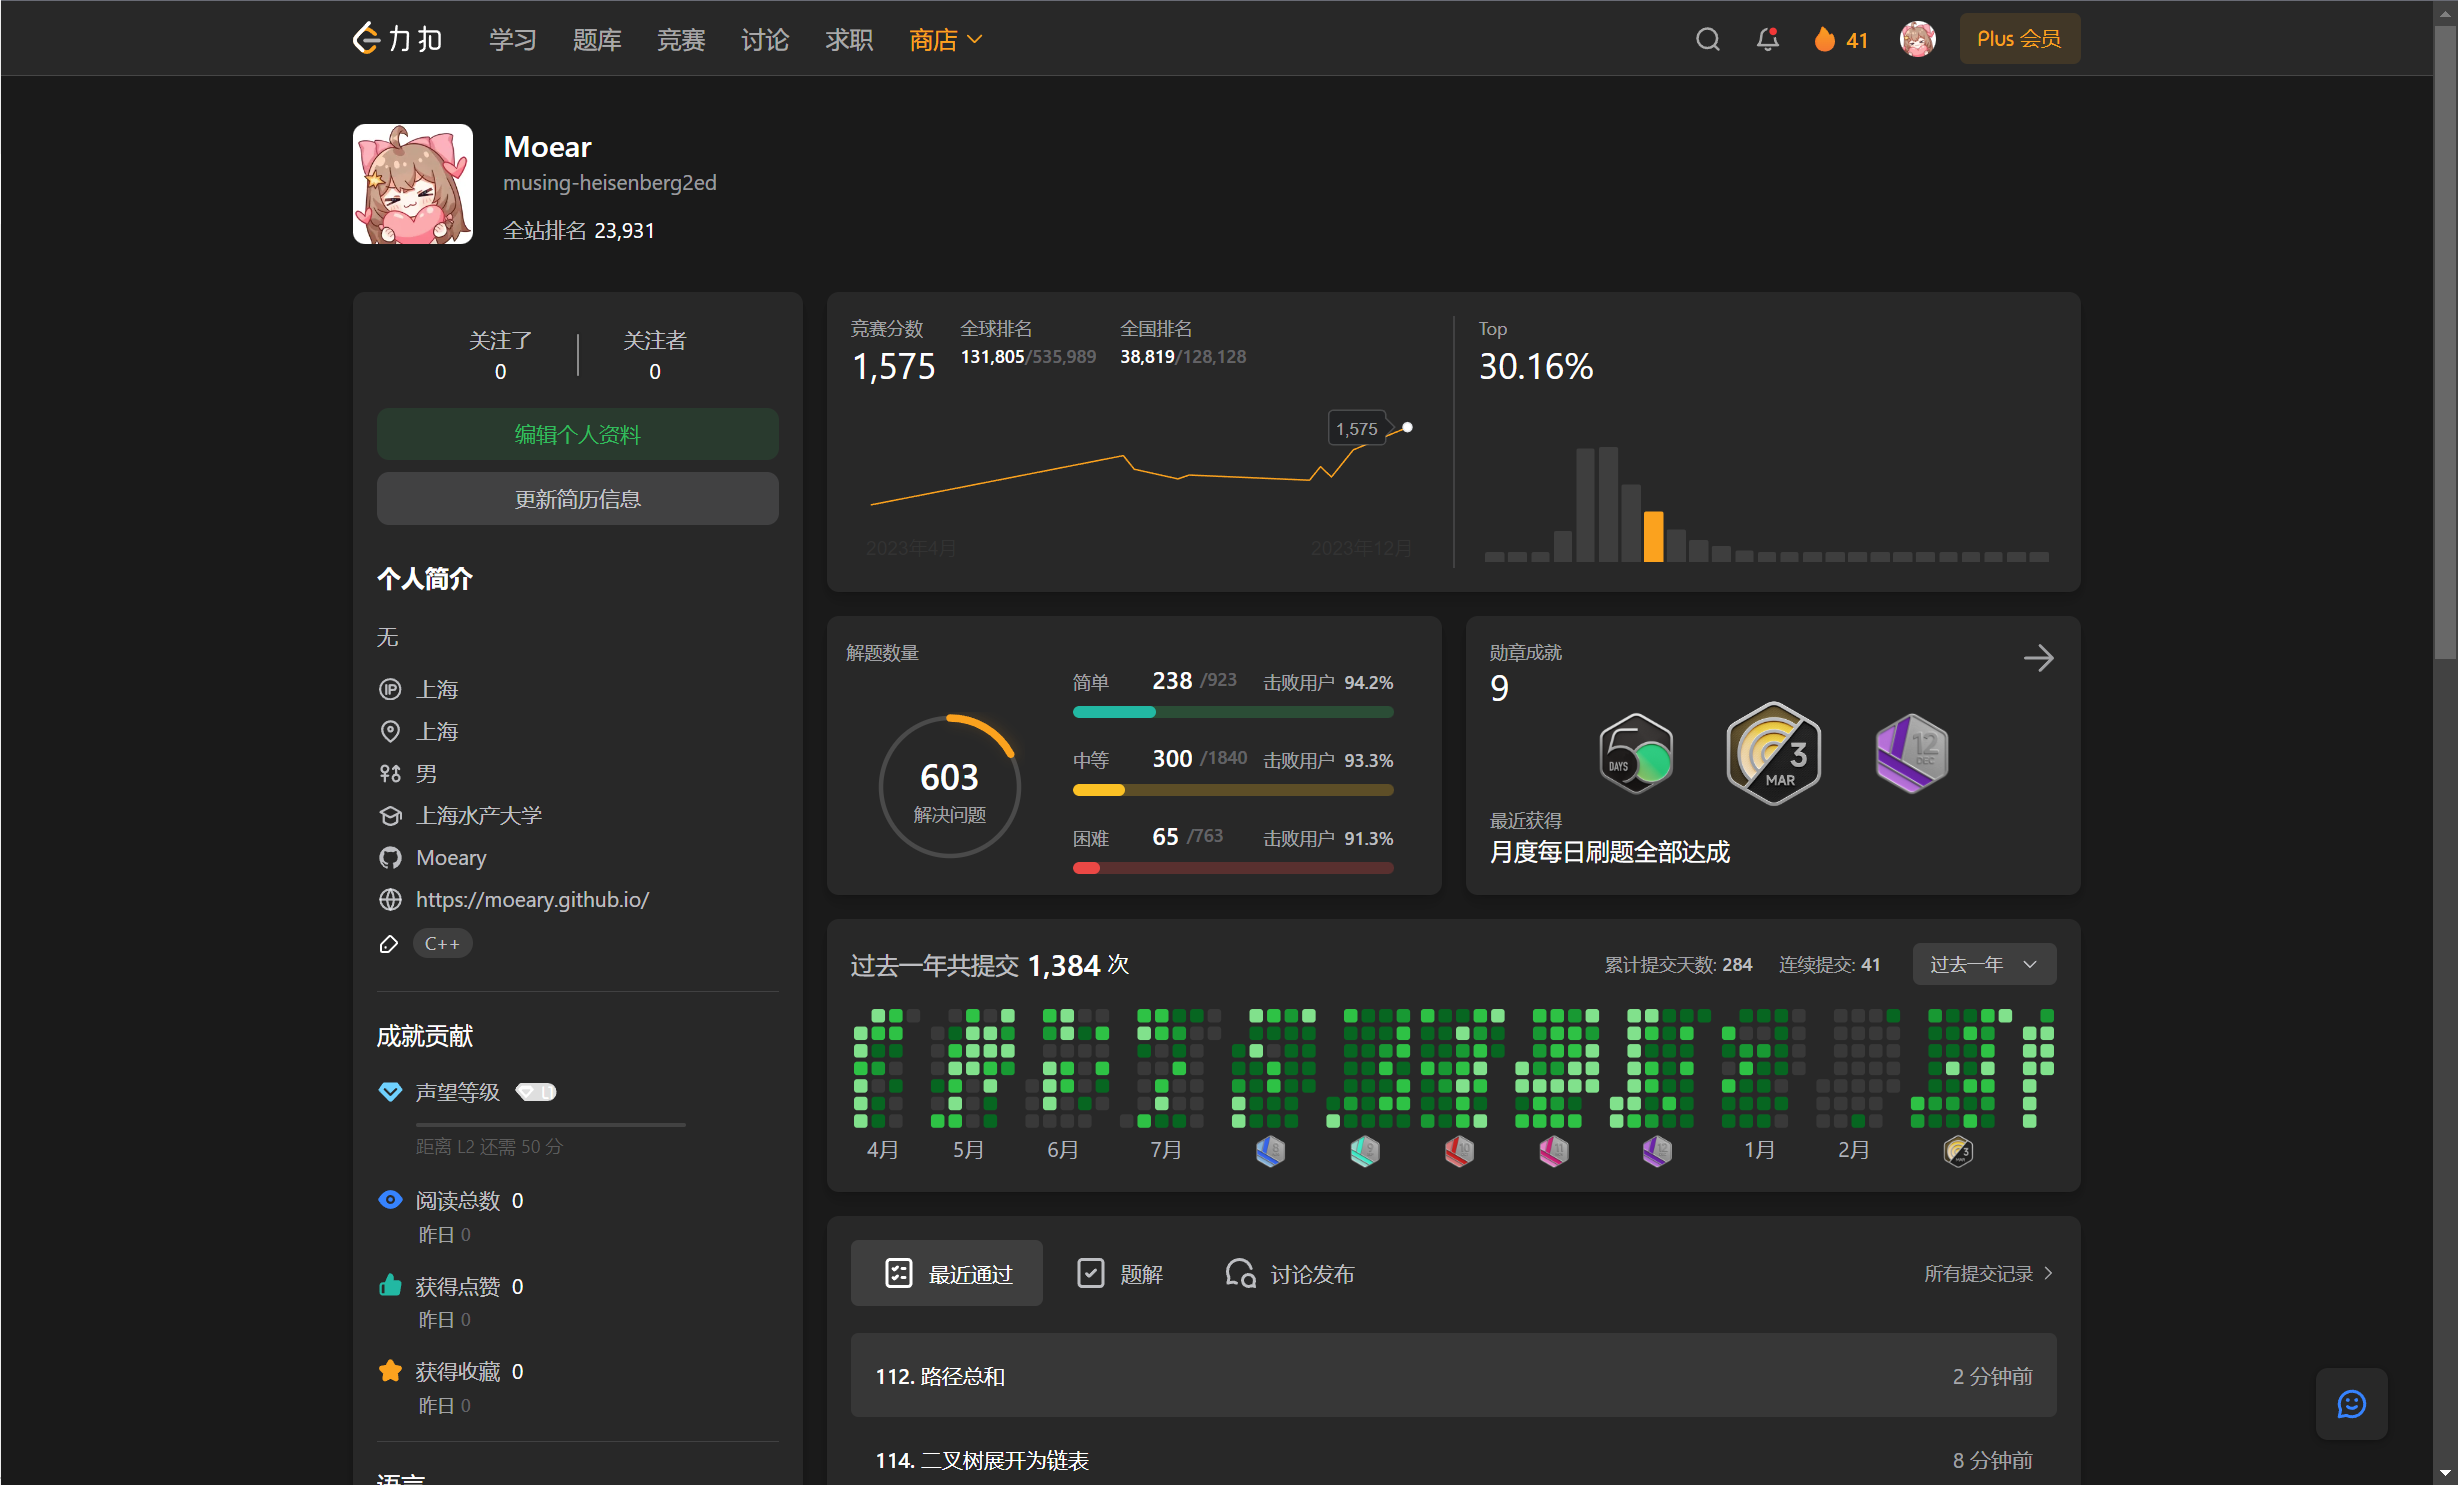 力扣 学习 题库 竞赛 讨论 求职 商店 41 Plus 会员
Moear
musing-heisenberg2ed
全站排名 23,931
关注了 关注者
0 0
编辑个人资料
更新简历信息
个人简介
无
上海
上海
男
上海水产大学
Moeary
https://moeary.github.io/
C++
成就贡献
声望等级 L1
距离 L2 还需 50 分
阅读总数 0
昨日 0
获得点赞 0
昨日 0
获得收藏 0
昨日 0
语言
竞赛分数 全球排名 全国排名
1,575 131,805/535,989 38,819/128,128
1,575
2023年4月 2023年12月
Top
30.16%
解题数量
603
解决问题
简单 238 /923 击败用户 94.2%
中等 300 /1840 击败用户 93.3%
困难 65 /763 击败用户 91.3%
勋章成就
9
50 DAYS
3 MAR
12 DEC
最近获得
月度每日刷题全部达成
过去一年共提交 1,384 次 累计提交天数: 284 连续提交: 41 过去一年
4月 5月 6月 7月 1月 2月
最近通过 题解 讨论发布 所有提交记录
112. 路径总和 2 分钟前
114. 二叉树展开为链表 8 分钟前